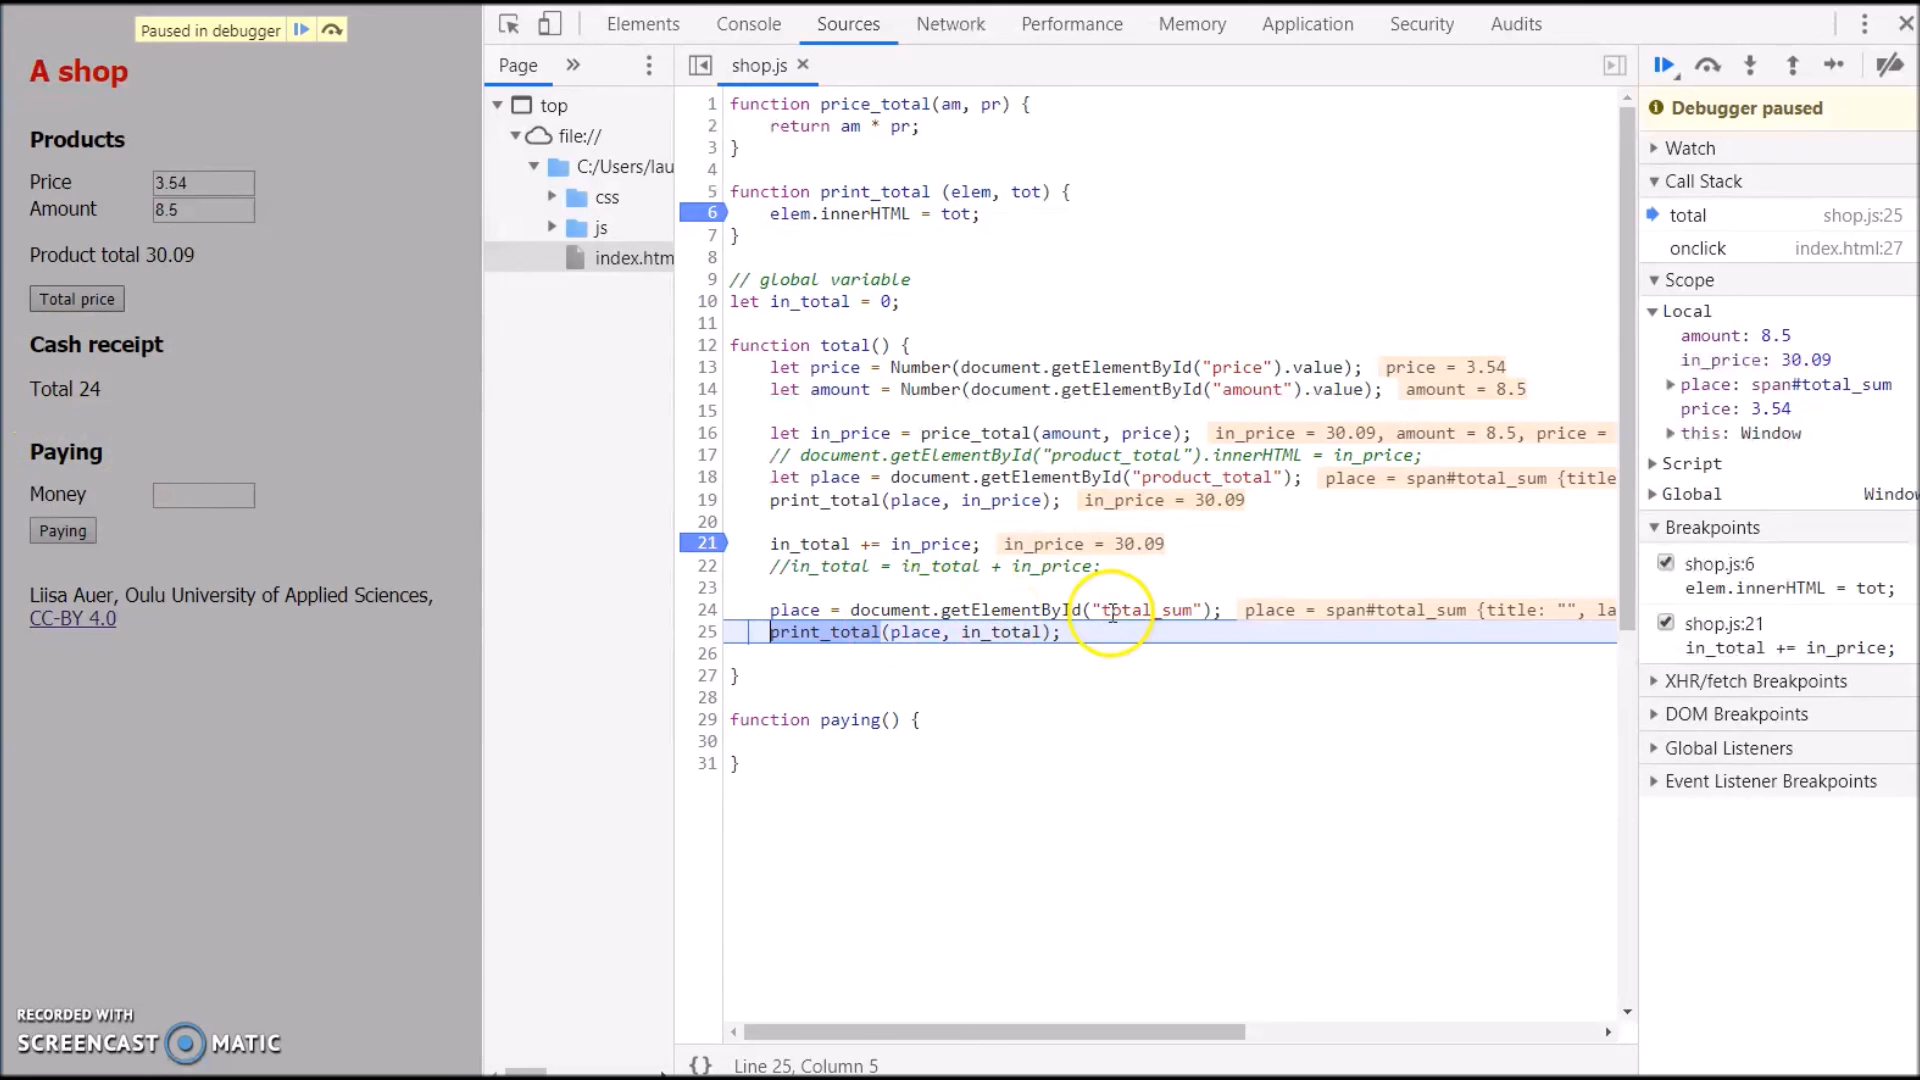 Paused in debugger
A shop
Products
Price 3.54
Amount 8.5
Product total 30.09
Total price
Cash receipt
Total 24
Paying
Money
Paying
Liisa Auer, Oulu University of Applied Sciences,
CC-BY 4.0
RECORDED WITH
SCREENCAST MATIC
Elements Console Sources Network Performance Memory Application Security Audits
Page »
top
file://
C:/Users/lau
css
js
index.htm
shop.js ×
1 function price_total(am, pr) {
2 return am * pr;
3 }
4
5 function print_total (elem, tot) {
6 elem.innerHTML = tot;
7 }
8
9 // global variable
10 let in_total = 0;
11
12 function total() {
13 let price = Number(document.getElementById("price").value); price = 3.54
14 let amount = Number(document.getElementById("amount").value); amount = 8.5
15
16 let in_price = price_total(amount, price); in_price = 30.09, amount = 8.5, price =
17 // document.getElementById("product_total").innerHTML = in_price;
18 let place = document.getElementById("product_total"); place = span#total_sum {title
19 print_total(place, in_price); in_price = 30.09
20
21 in_total += in_price; in_price = 30.09
22 //in_total = in_total + in_price;
23
24 place = document.getElementById("total_sum"); place = span#total_sum {title: "", la
25 print_total(place, in_total);
26
27 }
28
29 function paying() {
30
31 }
{} Line 25, Column 5
Debugger paused
Watch
Call Stack
total shop.js:25
onclick index.html:27
Scope
Local
amount: 8.5
in_price: 30.09
place: span#total_sum
price: 3.54
this: Window
Script
Global Window
Breakpoints
shop.js:6
elem.innerHTML = tot;
shop.js:21
in_total += in_price;
XHR/fetch Breakpoints
DOM Breakpoints
Global Listeners
Event Listener Breakpoints